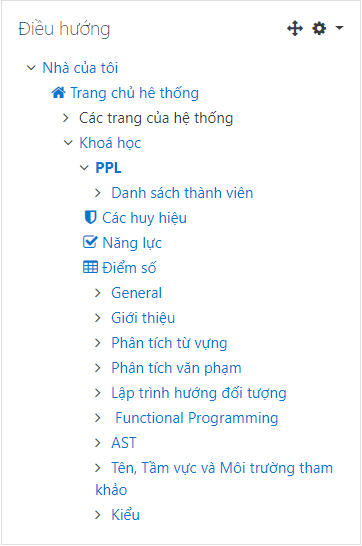 Điều hướng
Nhà của tôi
Trang chủ hệ thống
Các trang của hệ thống
Khoá học
PPL
Danh sách thành viên
Các huy hiệu
Năng lực
Điểm số
General
Giới thiệu
Phân tích từ vựng
Phân tích văn phạm
Lập trình hướng đối tượng
Functional Programming
AST
Tên, Tầm vực và Môi trường tham
khảo
Kiểu